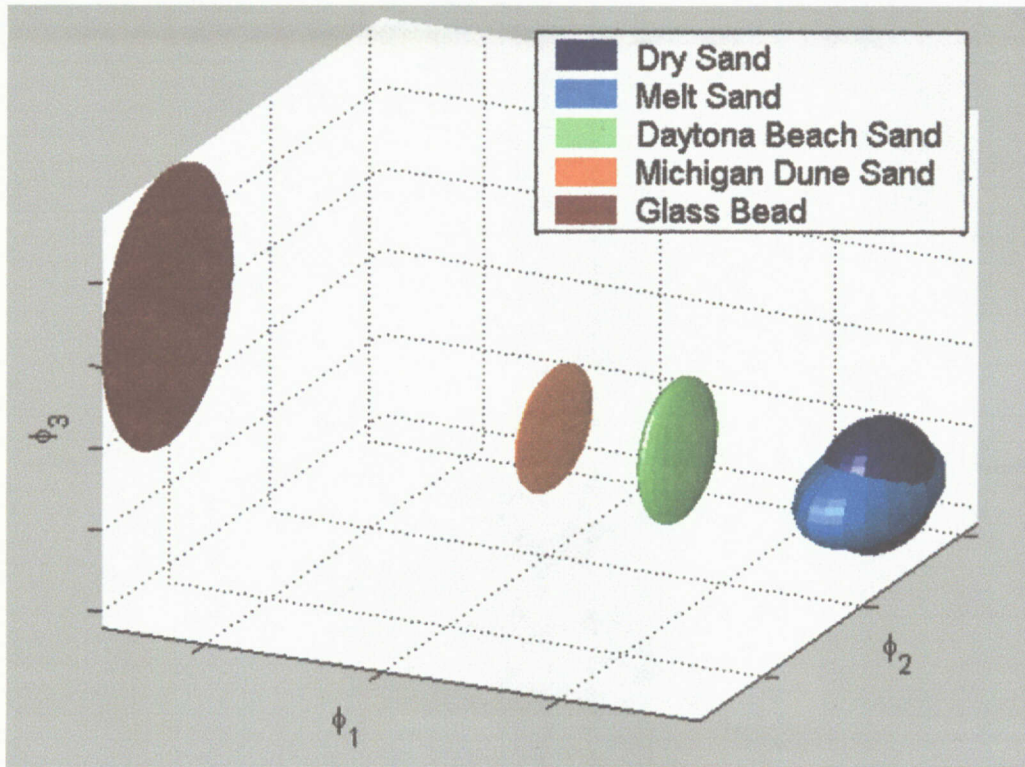 Dry Sand
Melt Sand
Daytona Beach Sand
Michigan Dune Sand
Glass Bead
ϕ3
ϕ1
ϕ2